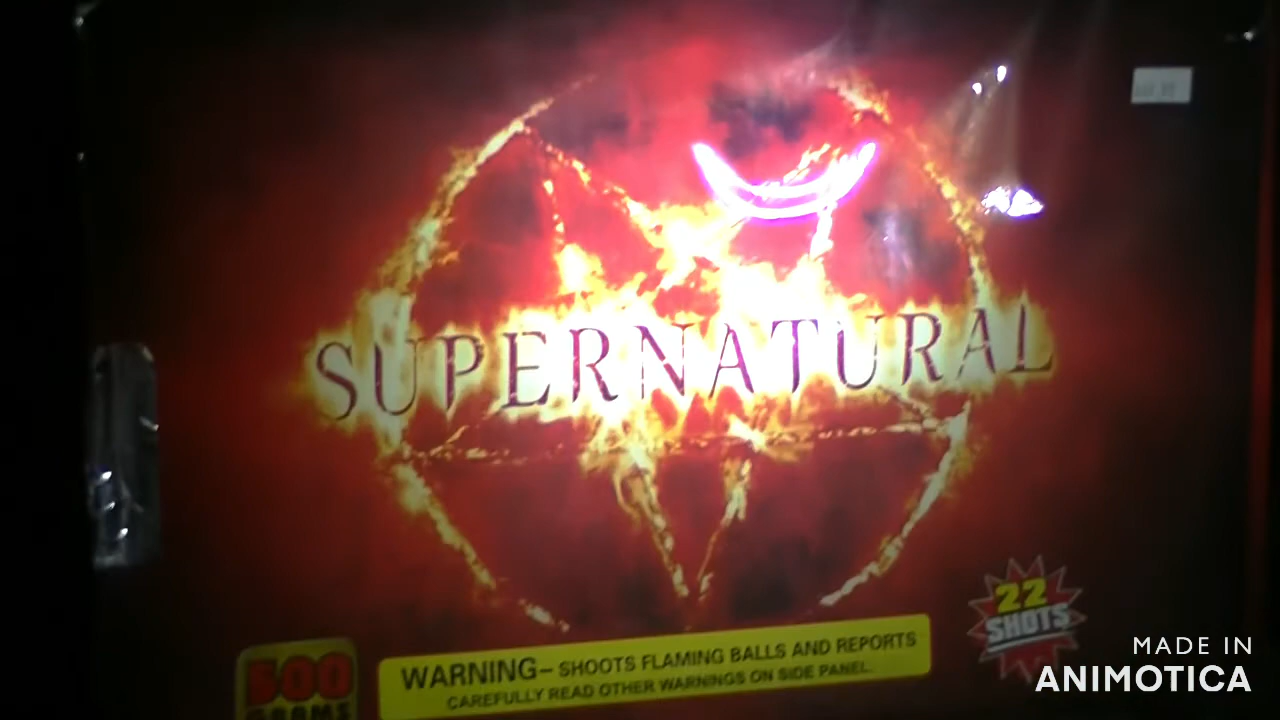 SUPERNATURAL
22
SHOTS
500
GRAMS
WARNING– SHOOTS FLAMING BALLS AND REPORTS
CAREFULLY READ OTHER WARNINGS ON SIDE PANEL.
MADE IN
ANIMOTICA